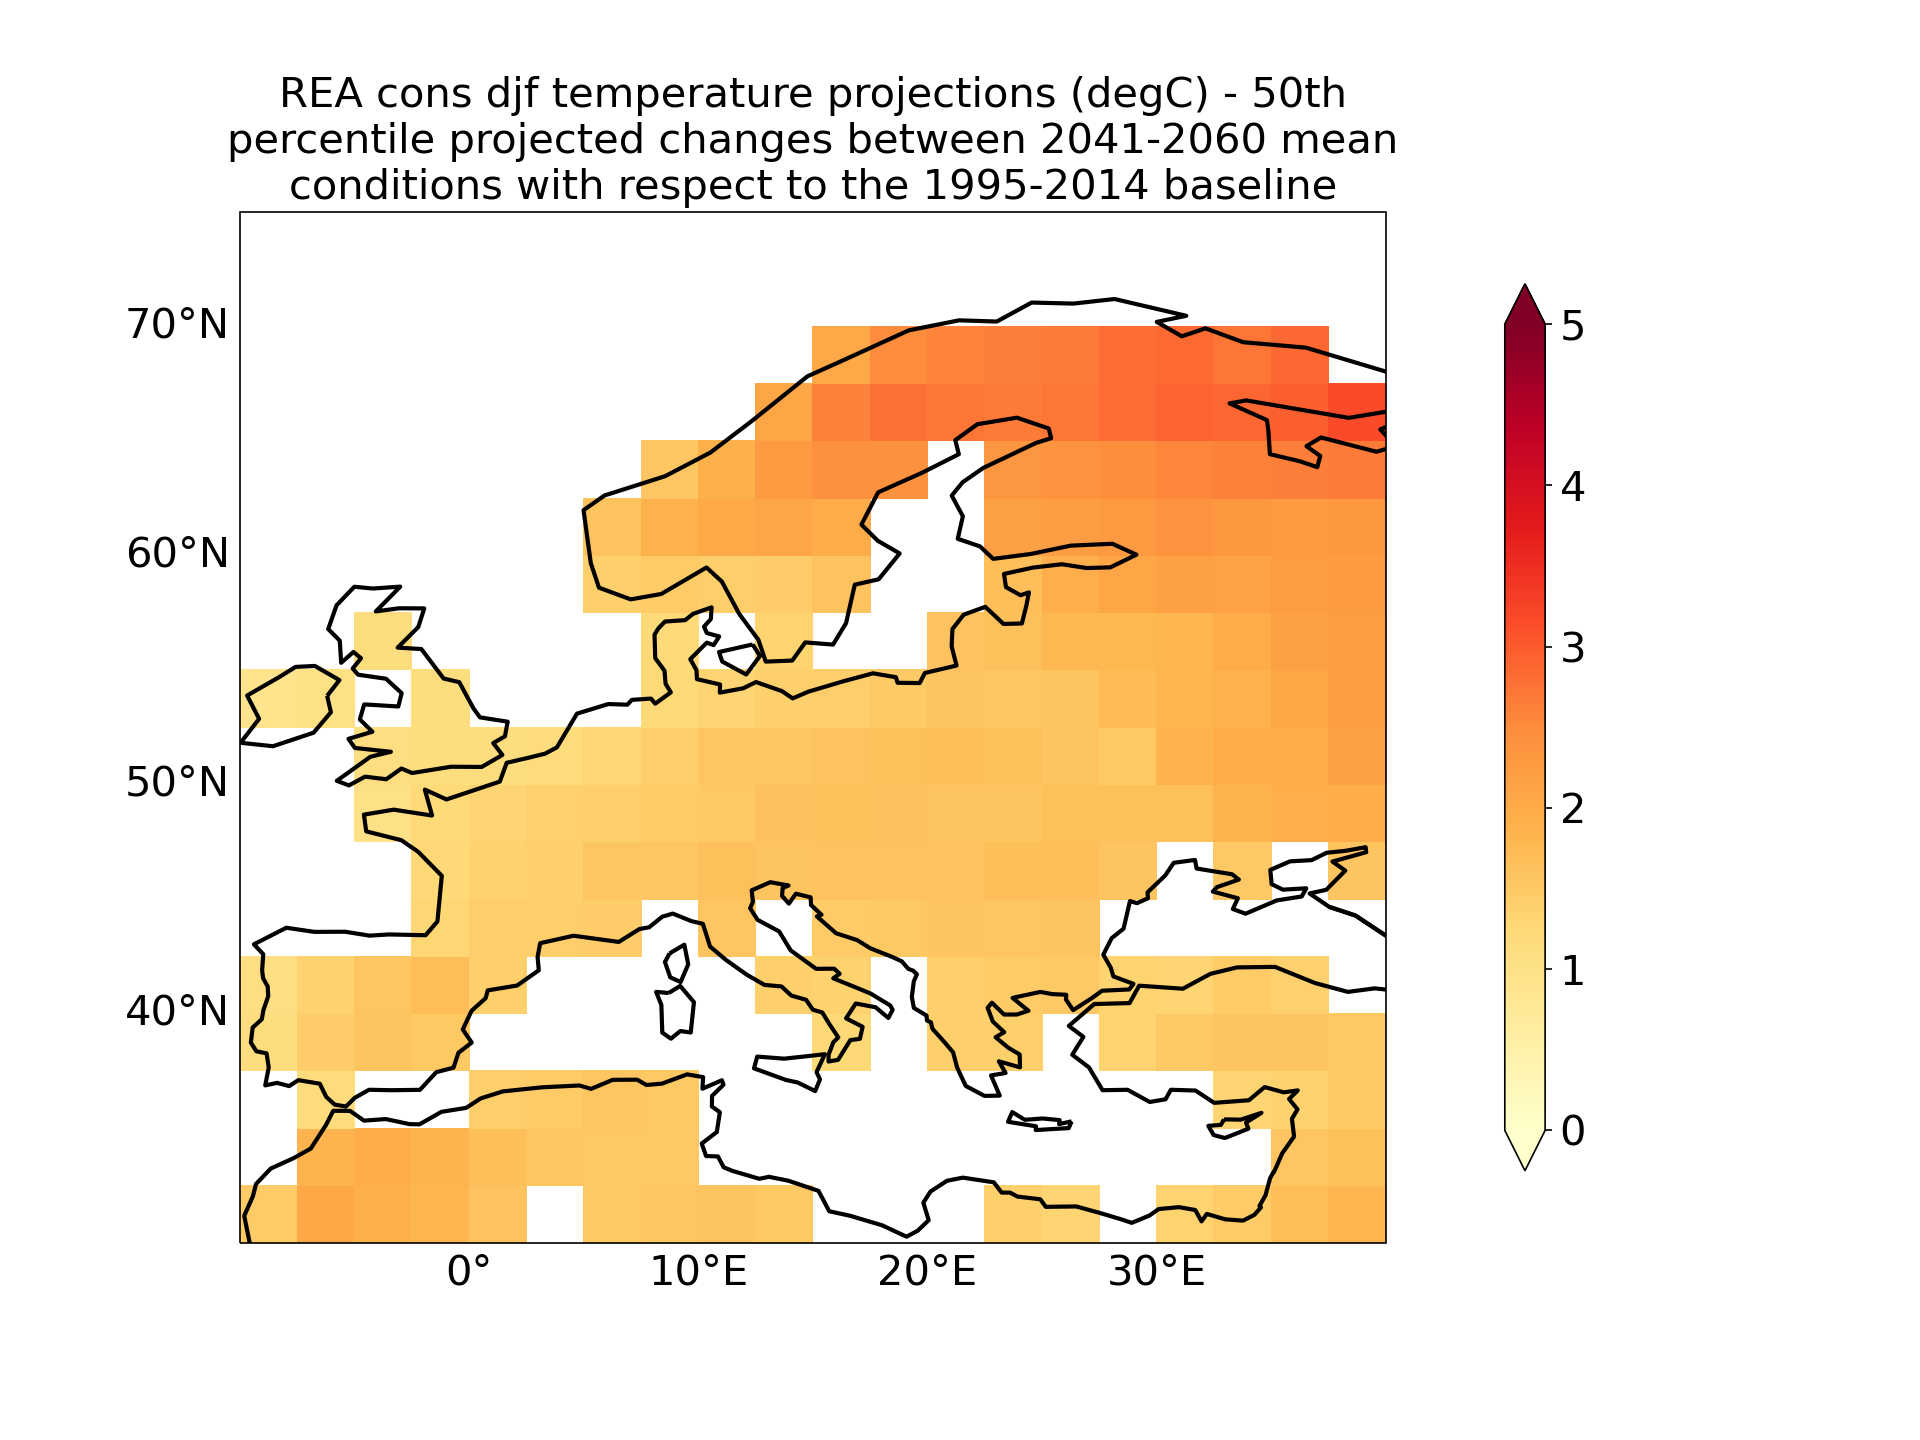 REA cons djf temperature projections (degC) - 50th
percentile projected changes between 2041-2060 mean
conditions with respect to the 1995-2014 baseline
70°N
60°N
50°N
40°N
0°
10°E
20°E
30°E
5
4
3
2
1
0